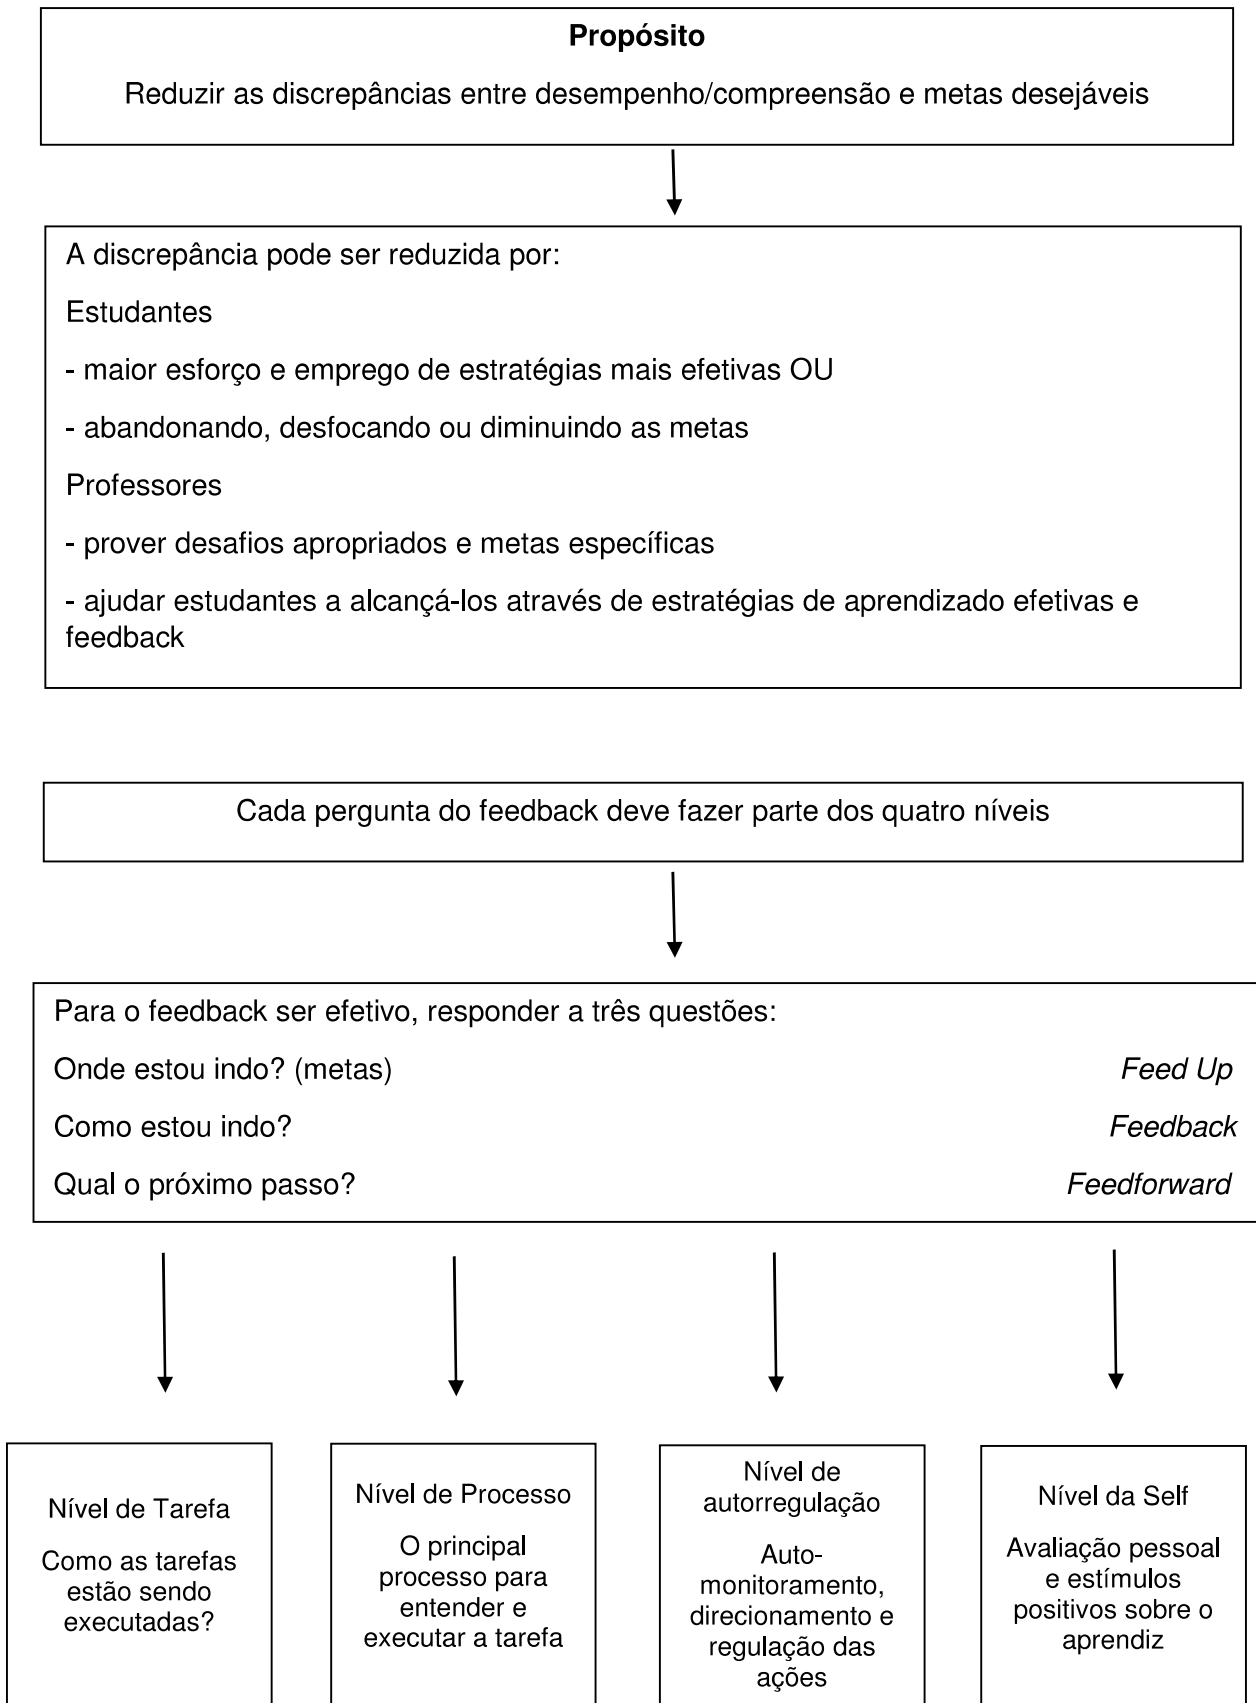 Propósito
Reduzir as discrepâncias entre desempenho/compreensão e metas desejáveis
A discrepância pode ser reduzida por:
Estudantes
- maior esforço e emprego de estratégias mais efetivas OU
- abandonando, desfocando ou diminuindo as metas
Professores
- prover desafios apropriados e metas específicas
- ajudar estudantes a alcançá-los através de estratégias de aprendizado efetivas e
feedback
Cada pergunta do feedback deve fazer parte dos quatro níveis
Para o feedback ser efetivo, responder a três questões:
Onde estou indo? (metas) Feed Up
Como estou indo? Feedback
Qual o próximo passo? Feedforward
Nível de Tarefa
Como as tarefas
estão sendo
executadas?
Nível de Processo
O principal
processo para
entender e
executar a tarefa
Nível de
autorregulação
Auto-
monitoramento,
direcionamento e
regulação das
ações
Nível da Self
Avaliação pessoal
e estímulos
positivos sobre o
aprendiz